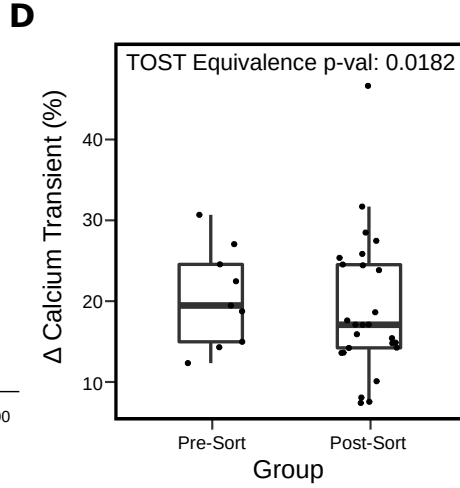 D
TOST Equivalence p-val: 0.0182
Δ Calcium Transient (%)
40
30
20
10
Pre-Sort Post-Sort
Group